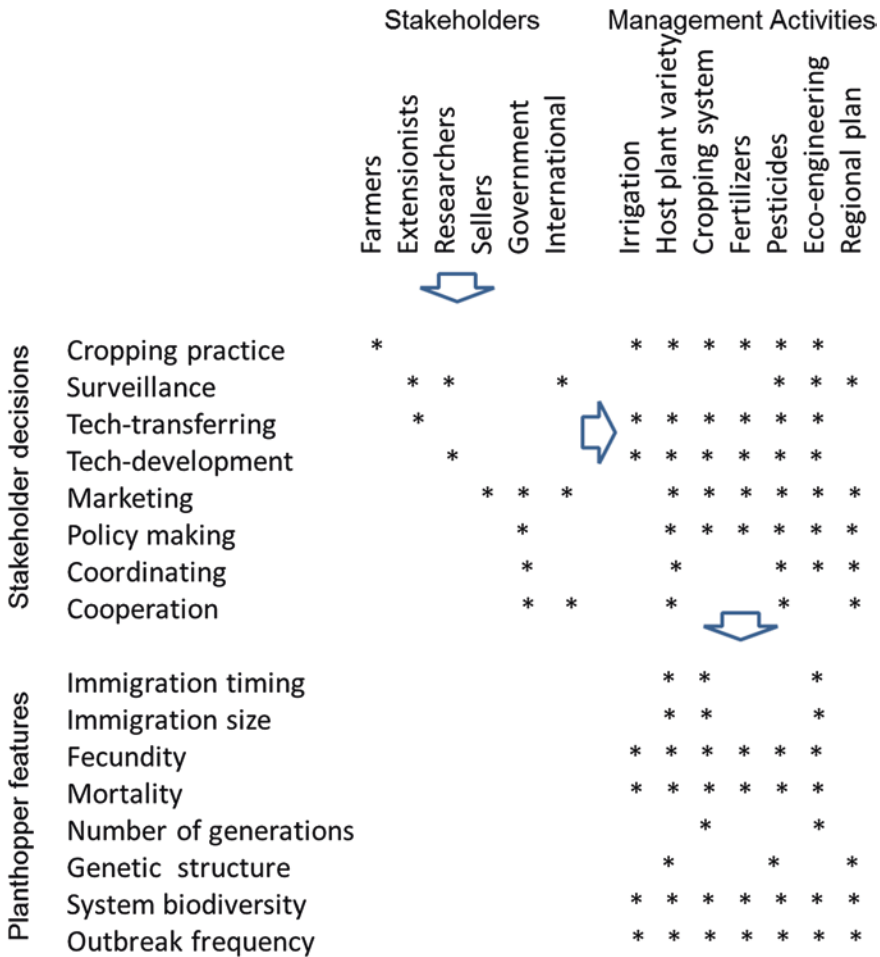 Stakeholders Management Activities
Farmers
Extensionists
Researchers
Sellers
Government
International
Irrigation
Host plant variety
Cropping system
Fertilizers
Pesticides
Eco-engineering
Regional plan
Stakeholder decisions
Cropping practice * * * * * * *
Surveillance * * * * * *
Tech-transferring * * * * * * *
Tech-development * * * * * * *
Marketing * * * * * * * * *
Policy making * * * * * * *
Coordinating * * * * *
Cooperation * * * * *
Planthopper features
Immigration timing * * *
Immigration size * * *
Fecundity * * * * * *
Mortality * * * * * *
Number of generations * *
Genetic structure * * *
System biodiversity * * * * * * *
Outbreak frequency * * * * * * *